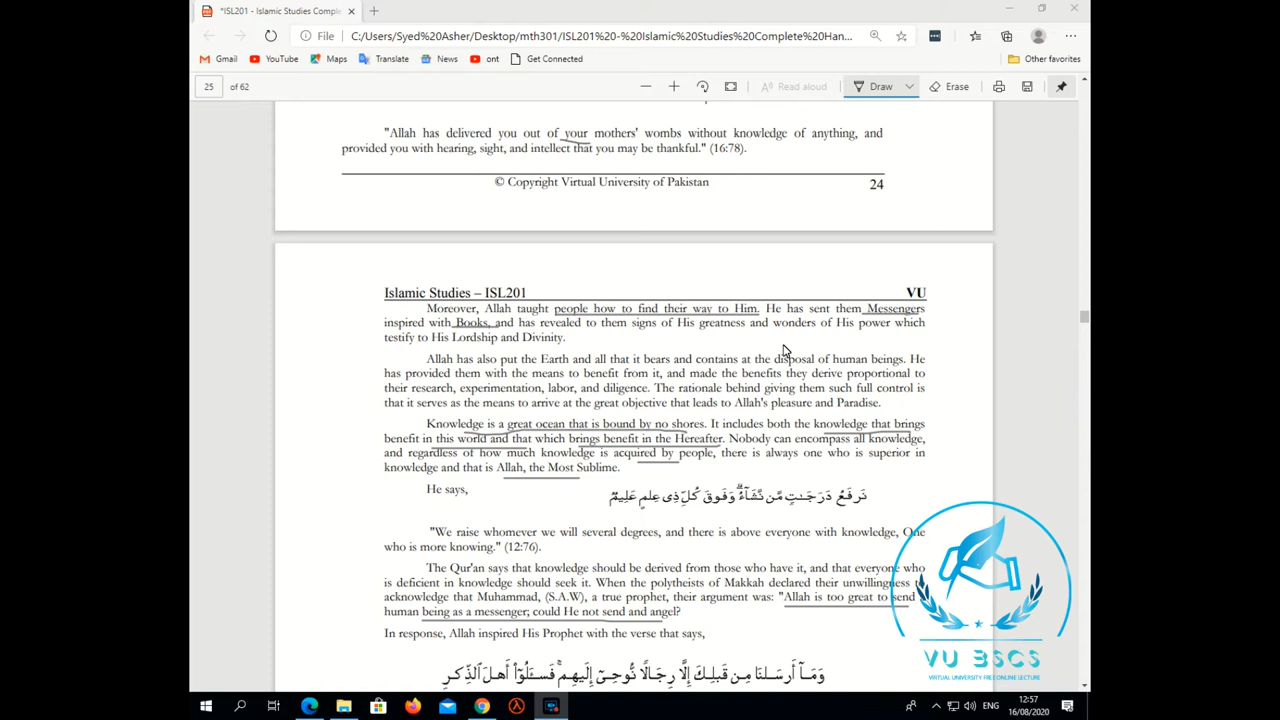 *ISL201 - Islamic Studies Comple
File
C:/Users/Syed%20Asher/Desktop/mth301/ISL201%20-%20Islamic%20Studies%20Complete%20Han...
Gmail YouTube Maps Translate News ont Get Connected Other favorites
25 of 62 Read aloud Draw Erase
"Allah has delivered you out of your mothers' wombs without knowledge of anything, and
provided you with hearing, sight, and intellect that you may be thankful." (16:78).
© Copyright Virtual University of Pakistan 24
Islamic Studies – ISL201 VU
Moreover, Allah taught people how to find their way to Him. He has sent them Messengers
inspired with Books, and has revealed to them signs of His greatness and wonders of His power which
testify to His Lordship and Divinity.
Allah has also put the Earth and all that it bears and contains at the disposal of human beings. He
has provided them with the means to benefit from it, and made the benefits they derive proportional to
their research, experimentation, labor, and diligence. The rationale behind giving them such full control is
that it serves as the means to arrive at the great objective that leads to Allah's pleasure and Paradise.
Knowledge is a great ocean that is bound by no shores. It includes both the knowledge that brings
benefit in this world and that which brings benefit in the Hereafter. Nobody can encompass all knowledge,
and regardless of how much knowledge is acquired by people, there is always one who is superior in
knowledge and that is Allah, the Most Sublime.
He says,
نَرۡفَعُ دَرَجَـٰتٍ مَّن نَّشَآءُۗ وَفَوۡقَ كُلِّ ذِى عِلۡمٍ عَلِيمٌ
"We raise whomever we will several degrees, and there is above everyone with knowledge, One
who is more knowing." (12:76).
The Qur'an says that knowledge should be derived from those who have it, and that everyone who
is deficient in knowledge should seek it. When the polytheists of Makkah declared their unwillingness
acknowledge that Muhammad, (S.A.W), a true prophet, their argument was: "Allah is too great to send
human being as a messenger; could He not send and angel?
In response, Allah inspired His Prophet with the verse that says,
وَمَآ أَرۡسَلۡنَا مِن قَبۡلِكَ إِلَّا رِجَالًا نُّوحِىٓ إِلَيۡهِمۡۚ فَسۡـَٔلُوٓاْ أَهۡلَ ٱلذِّكۡرِ
VU BSCS
VIRTUAL UNIVERSITY FREE ONLINE LECTURE
ENG
12:57
16/08/2020